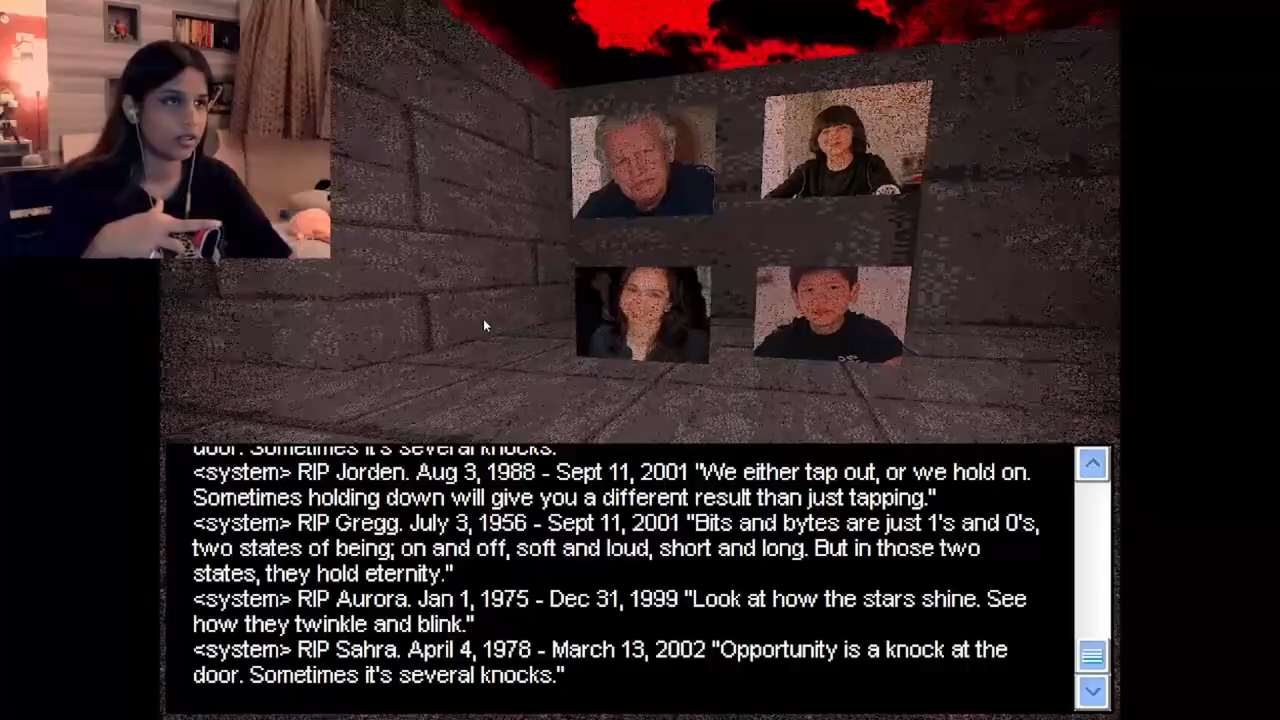 door. Sometimes it's several knocks.
<system> RIP Jorden. Aug 3, 1988 - Sept 11, 2001 "We either tap out, or we hold on.
Sometimes holding down will give you a different result than just tapping."
<system> RIP Gregg. July 3, 1956 - Sept 11, 2001 "Bits and bytes are just 1's and 0's,
two states of being; on and off, soft and loud, short and long. But in those two
states, they hold eternity."
<system> RIP Aurora. Jan 1, 1975 - Dec 31, 1999 "Look at how the stars shine. See
how they twinkle and blink."
<system> RIP Sahra. April 4, 1978 - March 13, 2002 "Opportunity is a knock at the
door. Sometimes it's several knocks."